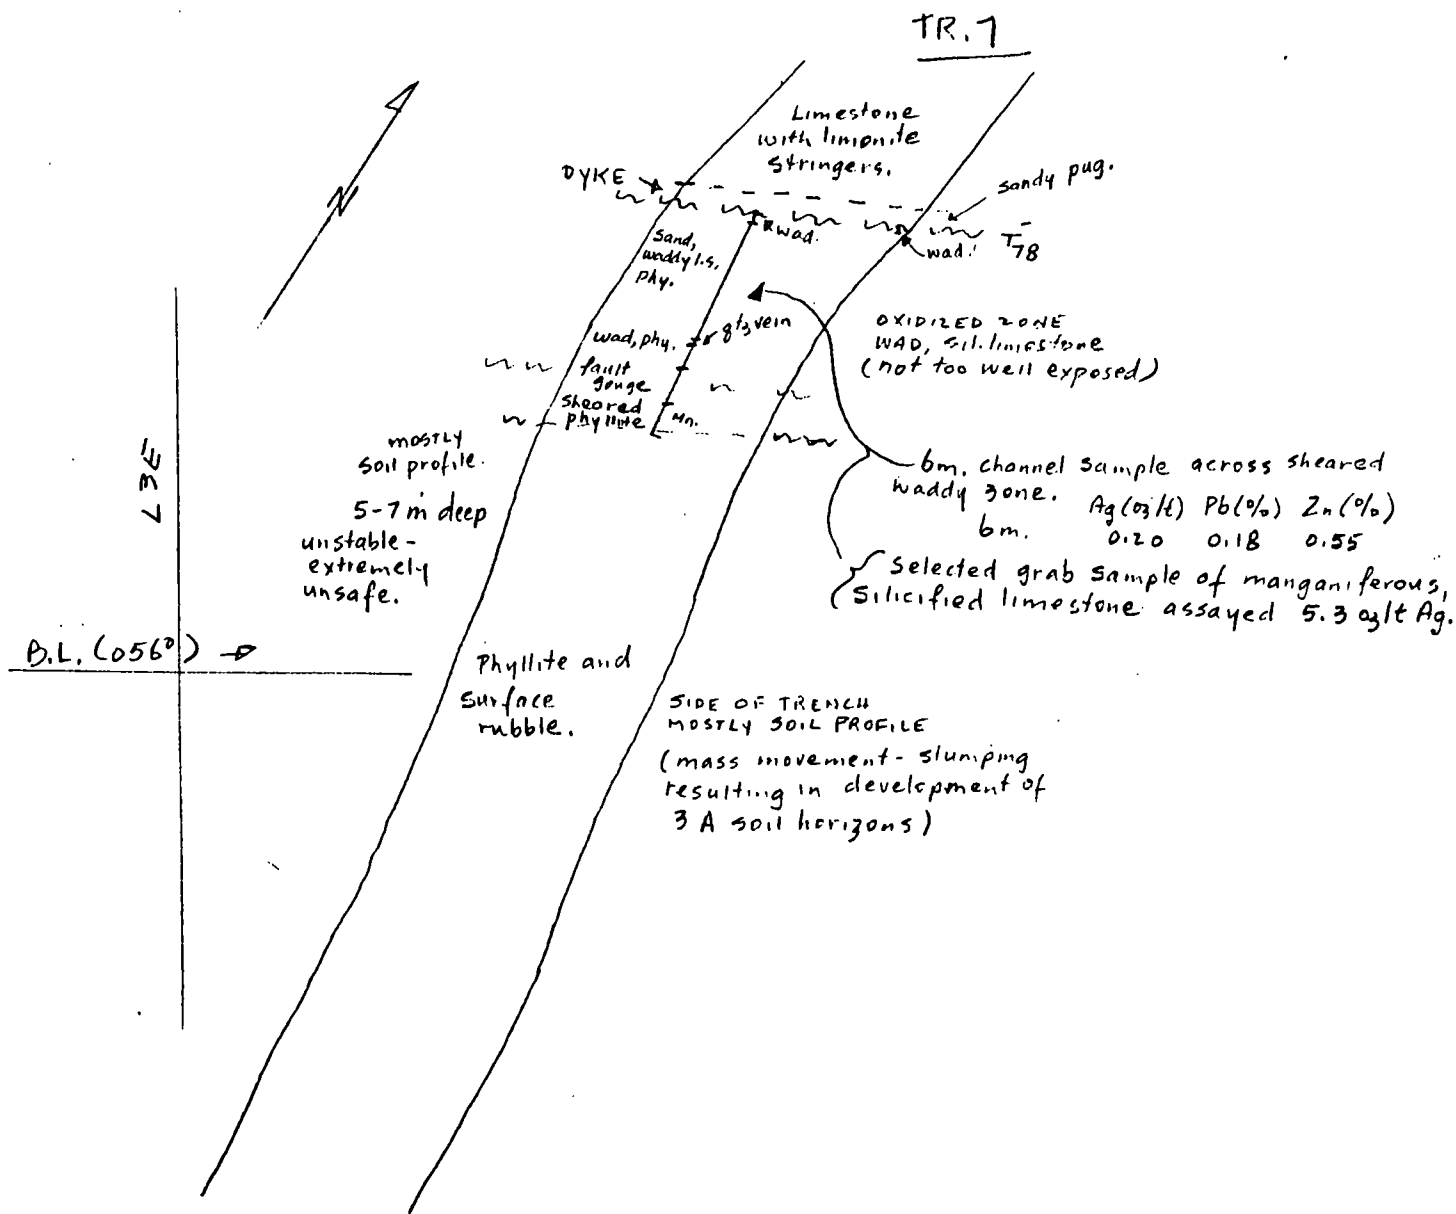 TR. 7
Limestone
with limonite
stringers.
DYKE
sandy pug.
N
wad.
wad.
78
Sand,
waddy l.s.
phy.
qtz vein
wad, phy.
OXIDIZED ZONE
WAD, sil. limestone
(not too well exposed)
fault
gouge
sheared
phyllite
Mn.
mostly
soil profile.
5-7 m deep
unstable-
extremely
unsafe.
L3E
6m. channel sample across sheared
waddy zone.
Ag (oz/t) Pb (%) Zn (%)
6m. 0.20 0.18 0.55
Selected grab sample of manganiferous,
silicified limestone assayed 5.3 oz/t Ag.
B.L. (056°)
Phyllite and
surface
rubble.
SIDE OF TRENCH
MOSTLY SOIL PROFILE
(mass movement - slumping
resulting in development of
3 A soil horizons)